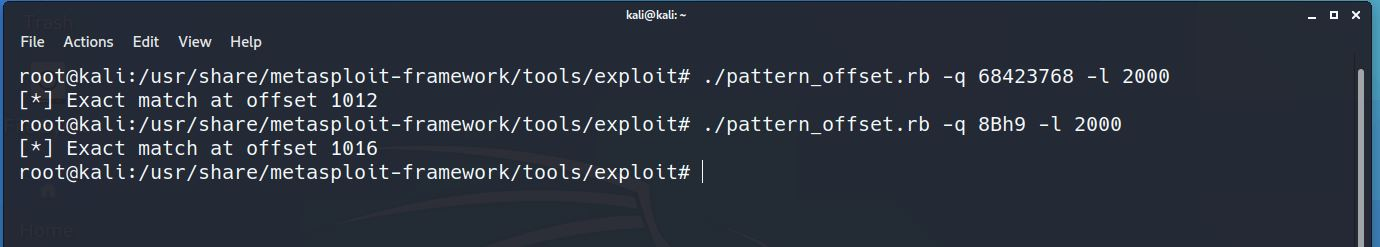 Trash
kali@kali: ~
File Actions Edit View Help
root@kali:/usr/share/metasploit-framework/tools/exploit# ./pattern_offset.rb -q 68423768 -l 2000
[*] Exact match at offset 1012
root@kali:/usr/share/metasploit-framework/tools/exploit# ./pattern_offset.rb -q 8Bh9 -l 2000
[*] Exact match at offset 1016
root@kali:/usr/share/metasploit-framework/tools/exploit#
Home